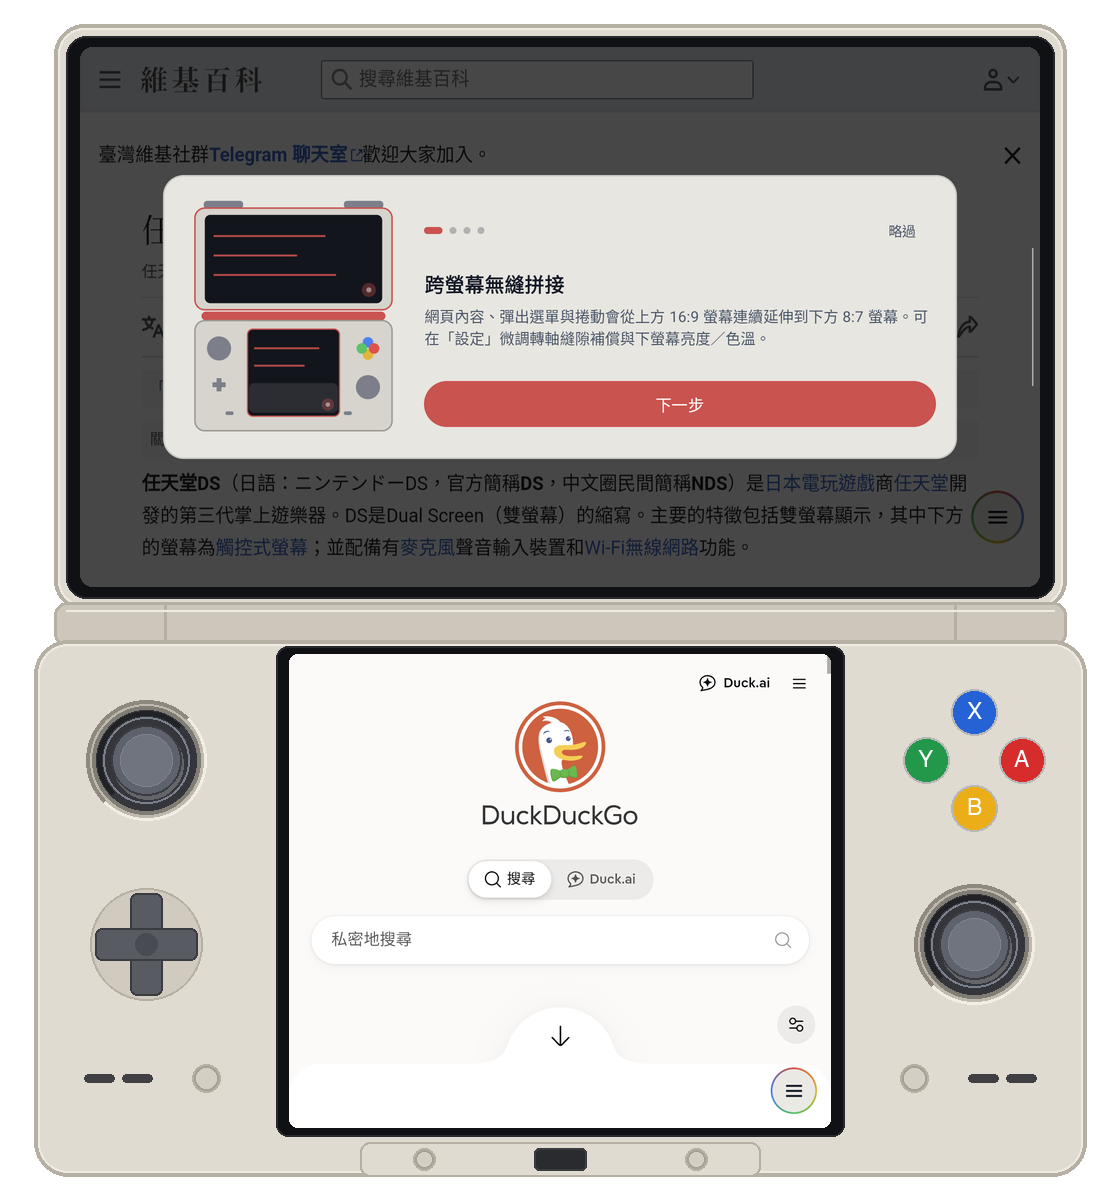 維基百科
搜尋維基百科
臺灣維基社群Telegram 聊天室 歡迎大家加入。
任
任天
略過
跨螢幕無縫拼接
網頁內容、彈出選單與捲動會從上方 16:9 螢幕連續延伸到下方 8:7 螢幕。可
在「設定」微調轉軸縫隙補償與下螢幕亮度／色溫。
下一步
關
任天堂DS（日語：ニンテンドーDS，官方簡稱DS，中文圈民間簡稱NDS）是日本電玩遊戲商任天堂開
發的第三代掌上遊樂器。DS是Dual Screen（雙螢幕）的縮寫。主要的特徵包括雙螢幕顯示，其中下方
的螢幕為觸控式螢幕；並配備有麥克風聲音輸入裝置和Wi-Fi無線網路功能。
Duck.ai
DuckDuckGo
搜尋
Duck.ai
私密地搜尋
X
Y
A
B